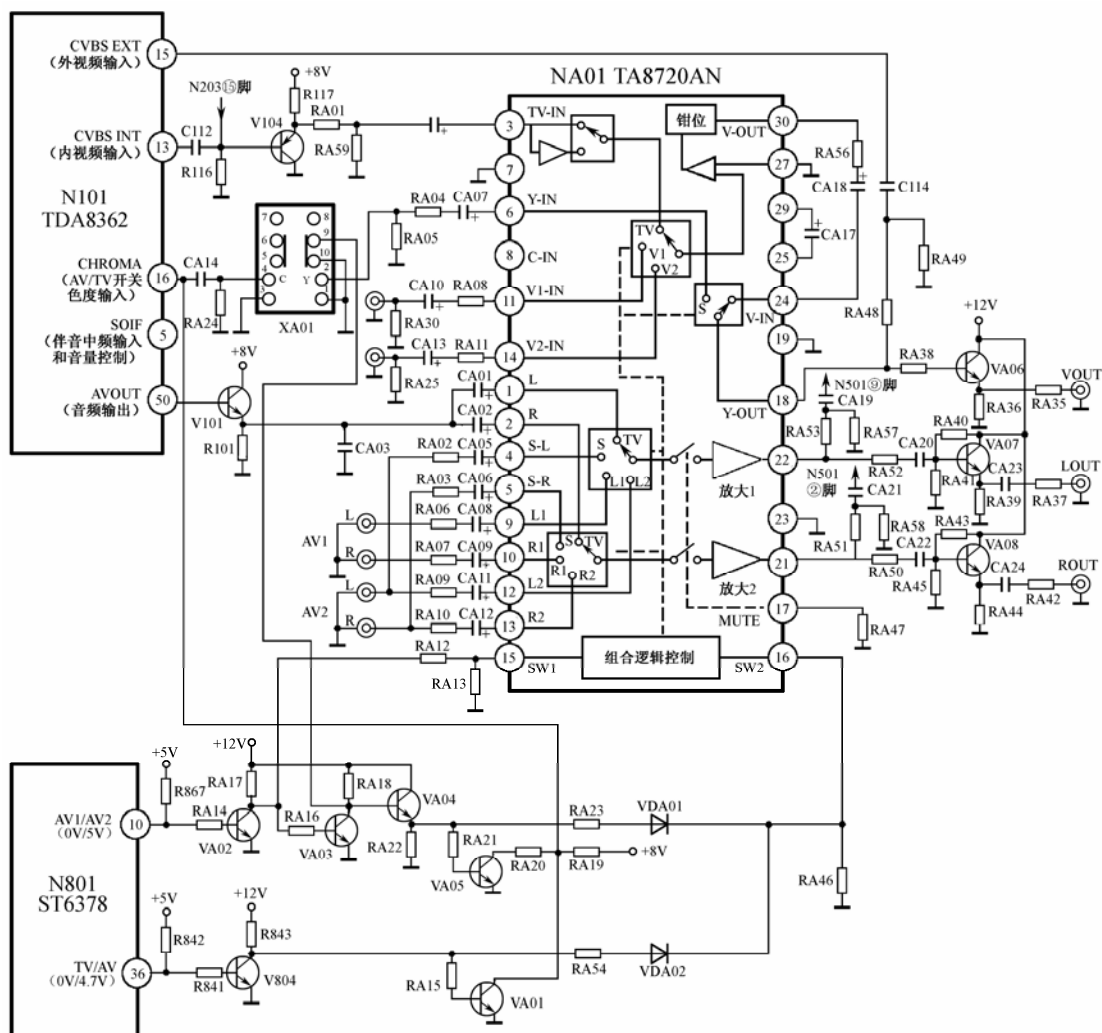 CVBS EXT
(外视频输入)
15
CVBS INT
(内视频输入)
13
N101
TDA8362
CHROMA
(AV/TV开关
色度输入)
16
SOIF
(伴音中频输入
和音量控制)
5
AVOUT
(音频输出)
50
N203⑮脚
C112
R116
+8V
R117
V104
RA01
RA59
CA14
RA24
7
8
6
9
5
10
4
C
Y
2
3
1
XA01
RA04
CA07
RA05
CA10
RA08
RA30
CA13
RA11
RA25
+8V
V101
R101
CA03
CA01
CA02
RA02
CA05
RA03
CA06
RA06
CA08
RA07
CA09
RA09
CA11
RA10
CA12
AV1
L
R
AV2
L
R
RA12
RA13
NA01 TA8720AN
3
TV-IN
7
6
Y-IN
8
C-IN
11
V1-IN
14
V2-IN
1
L
2
R
4
S-L
5
S-R
9
L1
10
R1
12
L2
13
R2
15
SW1
钳位
V-OUT
30
27
29
25
24
V-IN
19
18
Y-OUT
22
23
21
17
MUTE
16
SW2
TV
V1
V2
S
S
TV
L1
L2
S
TV
R1
R2
放大1
放大2
组合逻辑控制
RA56
CA18
CA17
C114
RA49
RA48
+12V
RA38
VA06
VOUT
RA36
RA35
N501⑨脚
CA19
RA53
RA57
RA40
CA20
VA07
LOUT
RA52
CA23
RA41
RA39
RA37
N501
②脚
CA21
RA51
RA58
RA43
CA22
VA08
RA50
RA45
CA24
ROUT
RA42
RA44
RA47
RA46
N801
ST6378
AV1/AV2
(0V/5V)
10
TV/AV
(0V/4.7V)
36
+5V
R867
RA14
+12V
RA17
VA02
RA16
RA18
VA03
VA04
RA22
RA21
VA05
RA20
RA23
VDA01
RA19
+8V
+5V
R842
R841
+12V
R843
V804
RA15
VA01
RA54
VDA02